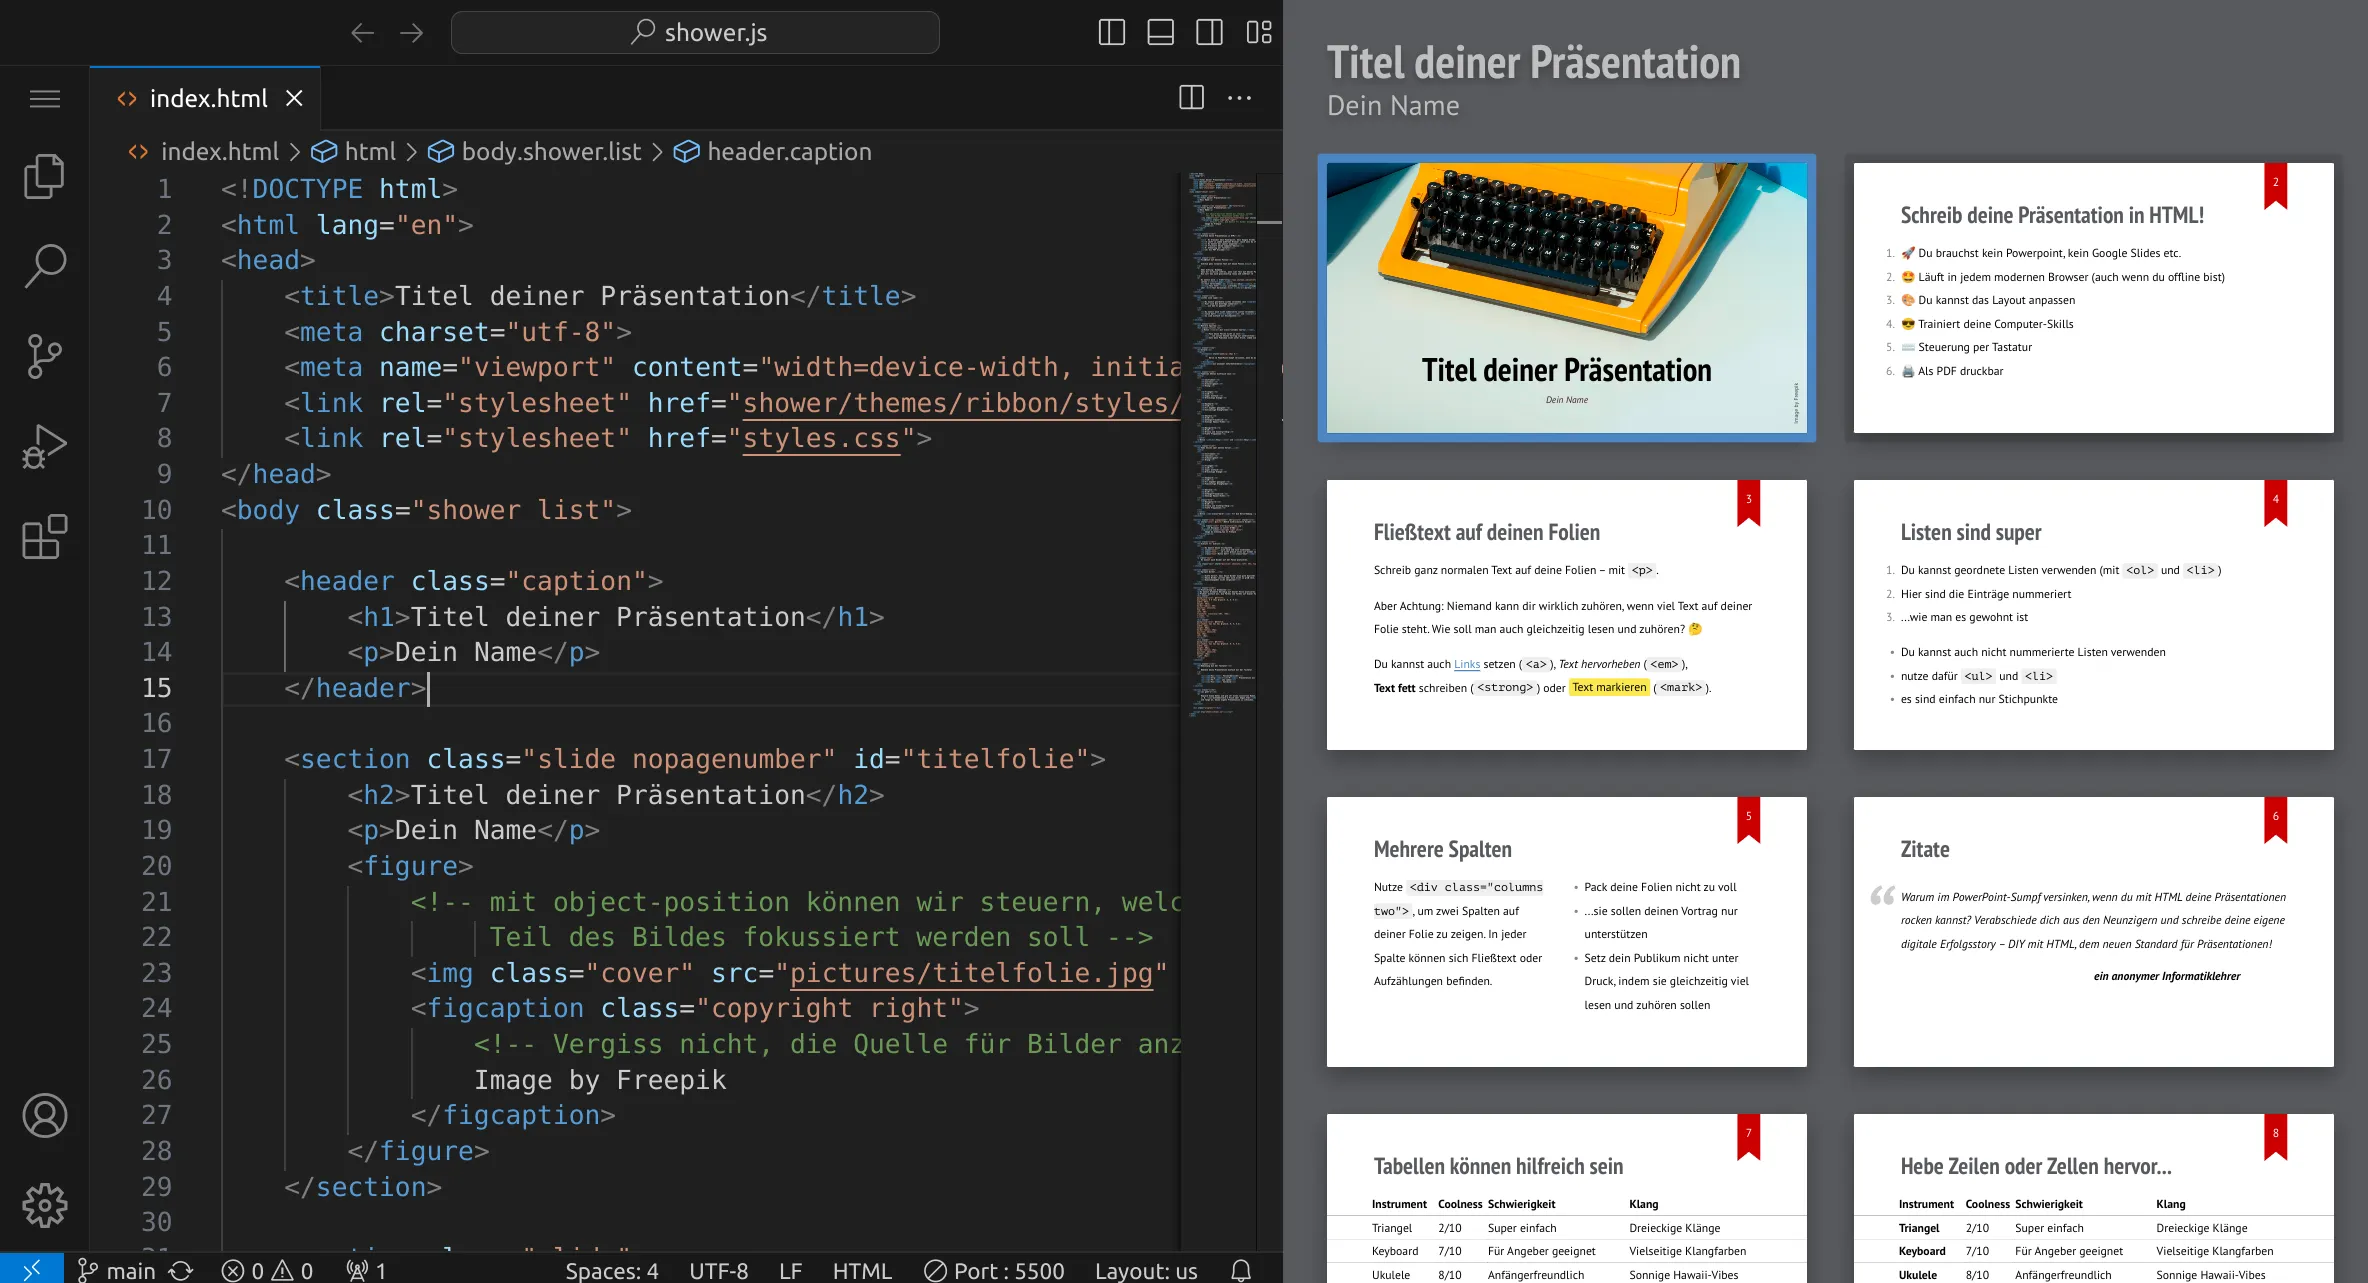 shower.js
index.html
index.html > html > body.shower.list > header.caption
1 <!DOCTYPE html>
2 <html lang="en">
3 <head>
4 <title>Titel deiner Präsentation</title>
5 <meta charset="utf-8">
6 <meta name="viewport" content="width=device-width, initia
7 <link rel="stylesheet" href="shower/themes/ribbon/styles/
8 <link rel="stylesheet" href="styles.css">
9 </head>
10 <body class="shower list">
11
12 <header class="caption">
13 <h1>Titel deiner Präsentation</h1>
14 <p>Dein Name</p>
15 </header>
16
17 <section class="slide nopagenumber" id="titelfolie">
18 <h2>Titel deiner Präsentation</h2>
19 <p>Dein Name</p>
20 <figure>
21 <!-- mit object-position können wir steuern, welc
22 Teil des Bildes fokussiert werden soll -->
23 <img class="cover" src="pictures/titelfolie.jpg"
24 <figcaption class="copyright right">
25 <!-- Vergiss nicht, die Quelle für Bilder anz
26 Image by Freepik
27 </figcaption>
28 </figure>
29 </section>
30
main 0 0 1 Spaces: 4 UTF-8 LF HTML Port : 5500 Layout: us
Titel deiner Präsentation
Dein Name
Titel deiner Präsentation
Dein Name
Image by Freepik
2
Schreib deine Präsentation in HTML!
1. 🚀 Du brauchst kein Powerpoint, kein Google Slides etc.
2. 🤩 Läuft in jedem modernen Browser (auch wenn du offline bist)
3. 🎨 Du kannst das Layout anpassen
4. 😎 Trainiert deine Computer-Skills
5. ⌨️ Steuerung per Tastatur
6. 🖨️ Als PDF druckbar
3
Fließtext auf deinen Folien
Schreib ganz normalen Text auf deine Folien – mit <p>.
Aber Achtung: Niemand kann dir wirklich zuhören, wenn viel Text auf deiner
Folie steht. Wie soll man auch gleichzeitig lesen und zuhören? 🤔
Du kannst auch Links setzen (<a>), Text hervorheben (<em>),
Text fett schreiben (<strong>) oder Text markieren (<mark>).
4
Listen sind super
1. Du kannst geordnete Listen verwenden (mit <ol> und <li>)
2. Hier sind die Einträge nummeriert
3. ...wie man es gewohnt ist
• Du kannst auch nicht nummerierte Listen verwenden
• nutze dafür <ul> und <li>
• es sind einfach nur Stichpunkte
5
Mehrere Spalten
Nutze <div class="columns
two">, um zwei Spalten auf
deiner Folie zu zeigen. In jeder
Spalte können sich Fließtext oder
Aufzählungen befinden.
• Pack deine Folien nicht zu voll
• ...sie sollen deinen Vortrag nur
unterstützen
• Setz dein Publikum nicht unter
Druck, indem sie gleichzeitig viel
lesen und zuhören sollen
6
Zitate
“
Warum im PowerPoint-Sumpf versinken, wenn du mit HTML deine Präsentationen
rocken kannst? Verabschiede dich aus den Neunzigern und schreibe deine eigene
digitale Erfolgsstory – DIY mit HTML, dem neuen Standard für Präsentationen!
ein anonymer Informatiklehrer
7
Tabellen können hilfreich sein
Instrument Coolness Schwierigkeit Klang
Triangel 2/10 Super einfach Dreieckige Klänge
Keyboard 7/10 Für Angeber geeignet Vielseitige Klangfarben
Ukulele 8/10 Anfängerfreundlich Sonnige Hawaii-Vibes
8
Hebe Zeilen oder Zellen hervor...
Instrument Coolness Schwierigkeit Klang
Triangel 2/10 Super einfach Dreieckige Klänge
Keyboard 7/10 Für Angeber geeignet Vielseitige Klangfarben
Ukulele 8/10 Anfängerfreundlich Sonnige Hawaii-Vibes